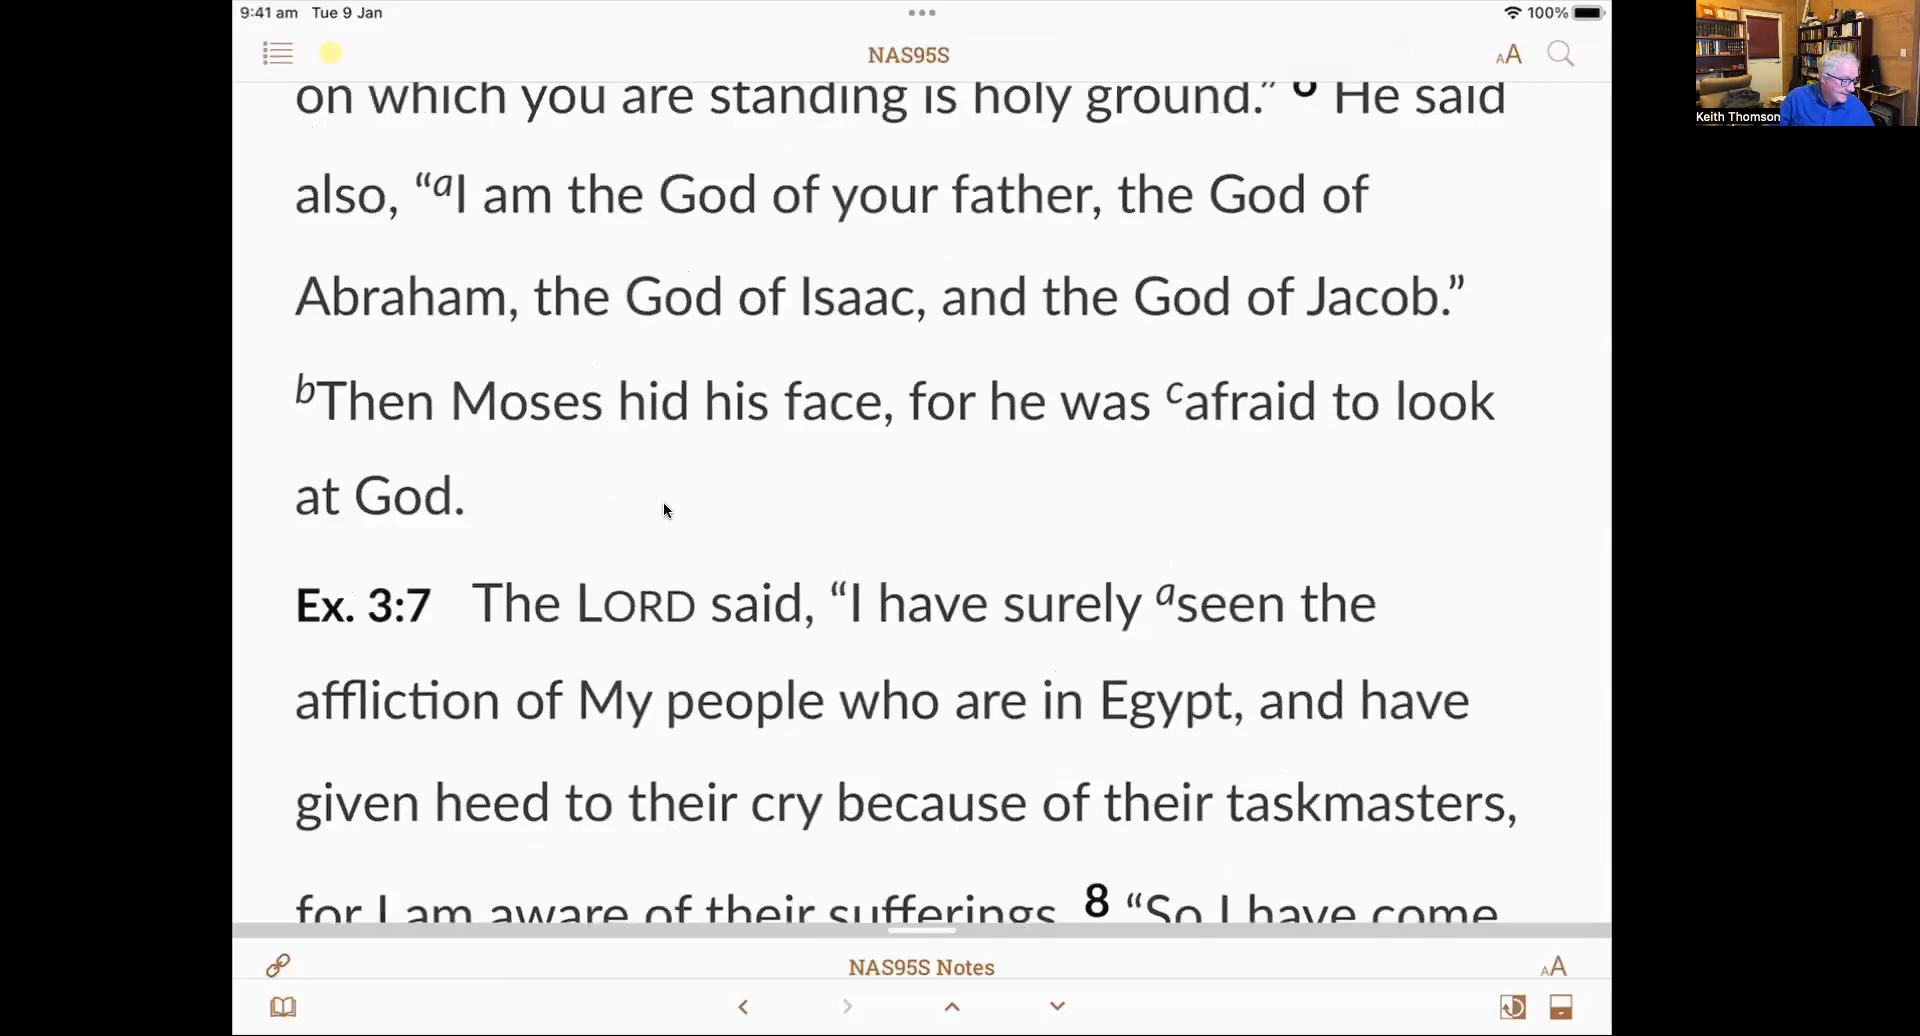 9:41 am Tue 9 Jan
100%
NAS95S
AA
Keith Thomson
on which you are standing is holy ground.” 6 He said
also, “aI am the God of your father, the God of
Abraham, the God of Isaac, and the God of Jacob.”
bThen Moses hid his face, for he was cafraid to look
at God.
Ex. 3:7 The LORD said, “I have surely aseen the
affliction of My people who are in Egypt, and have
given heed to their cry because of their taskmasters,
for I am aware of their sufferings. 8 “So I have come
NAS95S Notes
AA